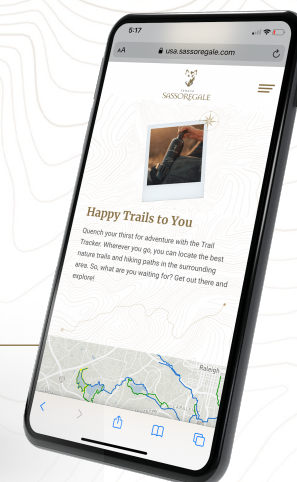 5:17
AA usa.sassoregale.com
SASSOREGALE
Happy Trails to You
Quench your thirst for adventure with the Trail
Tracker. Wherever you go, you can locate the best
nature trails and hiking paths in the surrounding
area. So, what are you waiting for? Get out there and
explore!
Raleigh